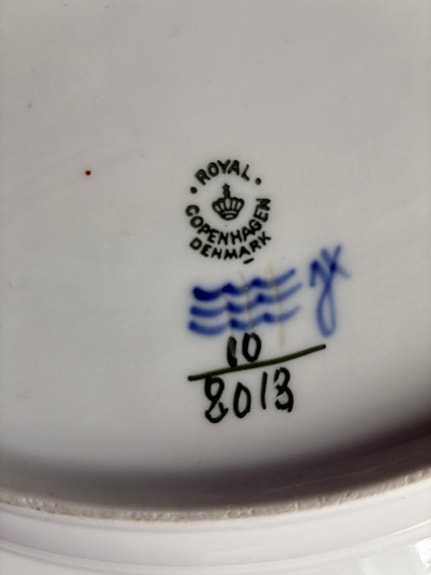 • ROYAL •
COPENHAGEN
DENMARK
10
8013